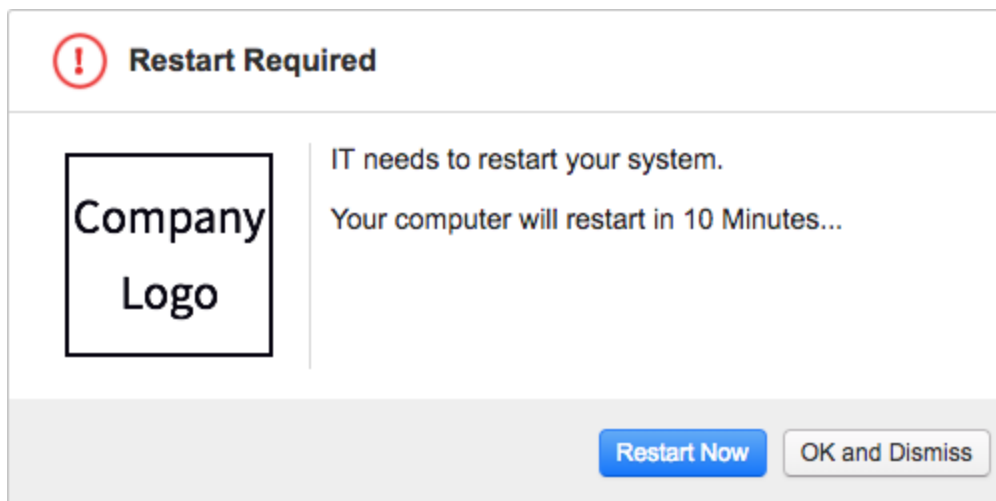 Restart Required
Company
Logo
IT needs to restart your system.
Your computer will restart in 10 Minutes...
Restart Now
OK and Dismiss